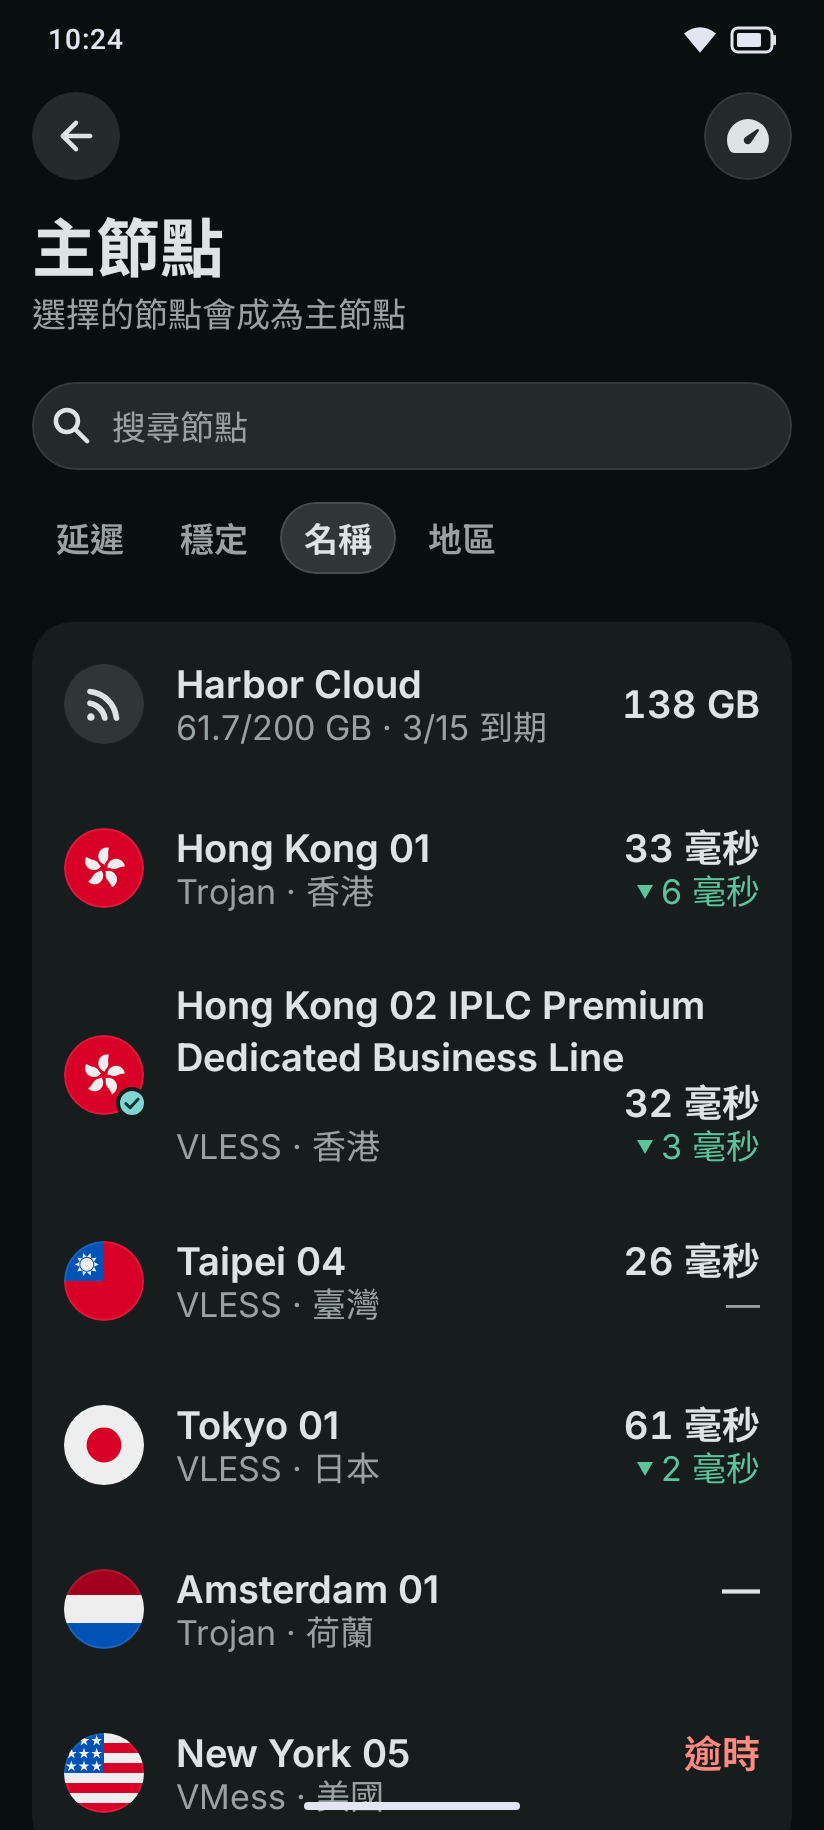 10:24
主節點
選擇的節點會成為主節點
搜尋節點
延遲 穩定 名稱 地區
Harbor Cloud
138 GB
61.7/200 GB · 3/15 到期
Hong Kong 01
33 毫秒
Trojan · 香港
▼6 毫秒
Hong Kong 02 IPLC Premium
Dedicated Business Line
32 毫秒
VLESS · 香港
▼3 毫秒
Taipei 04
26 毫秒
VLESS · 臺灣
—
Tokyo 01
61 毫秒
VLESS · 日本
▼2 毫秒
Amsterdam 01
—
Trojan · 荷蘭
New York 05
逾時
VMess · 美國